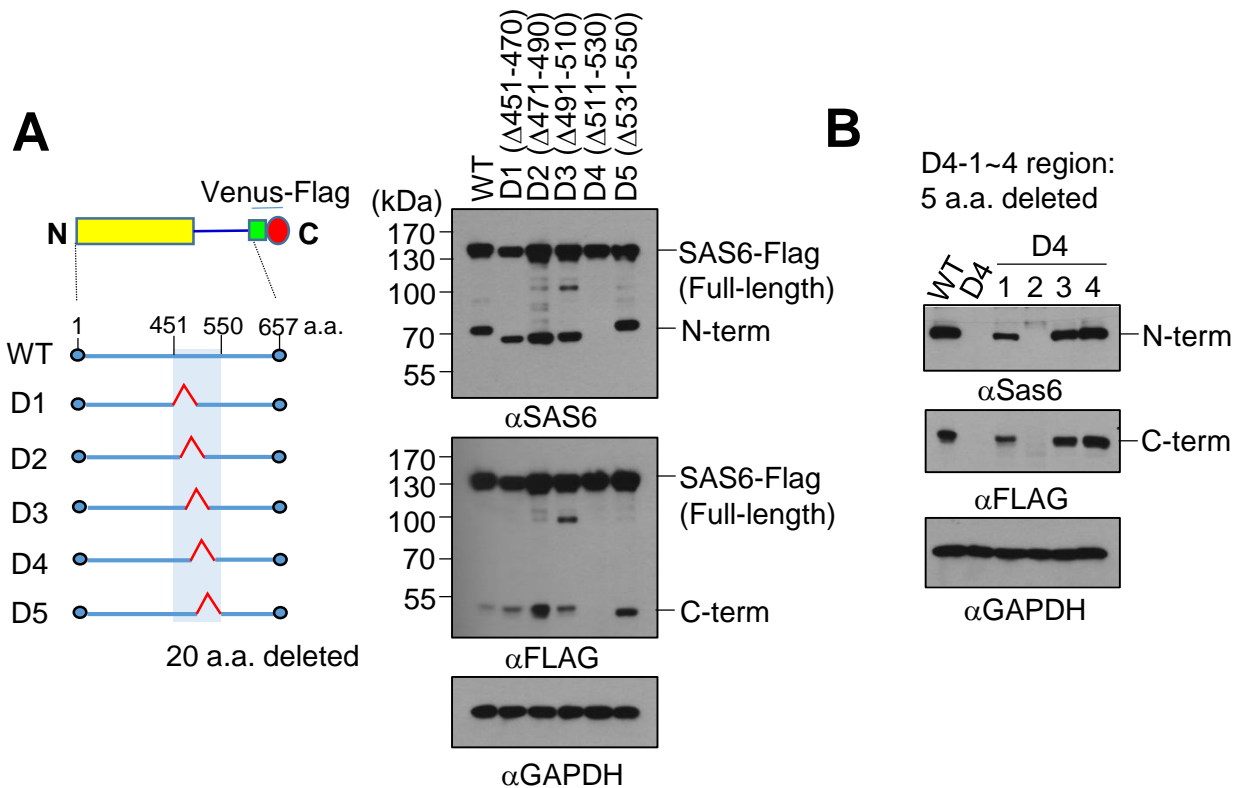 A
Venus-Flag
N
C
1
451
550
657
a.a.
WT
D1
D2
D3
D4
D5
20 a.a. deleted
WT
D1 (Δ451-470)
D2 (Δ471-490)
D3 (Δ491-510)
D4 (Δ511-530)
D5 (Δ531-550)
(kDa)
170
130
100
70
55
SAS6-Flag
(Full-length)
N-term
αSAS6
170
130
100
70
55
SAS6-Flag
(Full-length)
C-term
αFLAG
αGAPDH
B
D4-1~4 region:
5 a.a. deleted
D4
WT D4 1 2 3 4
N-term
αSas6
C-term
αFLAG
αGAPDH